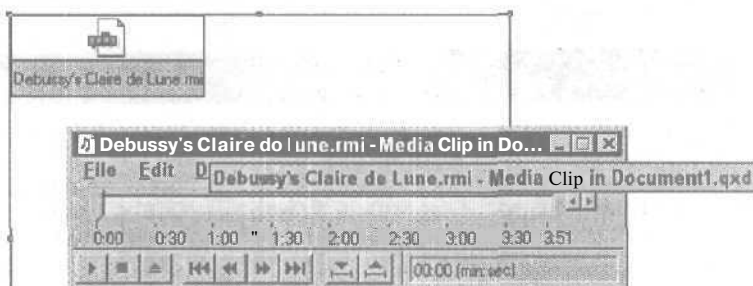 Debussy's Claire de Lune.rmi
Debussy's Claire do lune.rmi - Media Clip in Do...
File Edit D
Debussy's Claire de Lune.rmi - Media Clip in Document1.qxd
0:00 0:30 1:00 " 1:30 2:00 2:30 3:00 3:30 3:51
00:00 (min:sec)